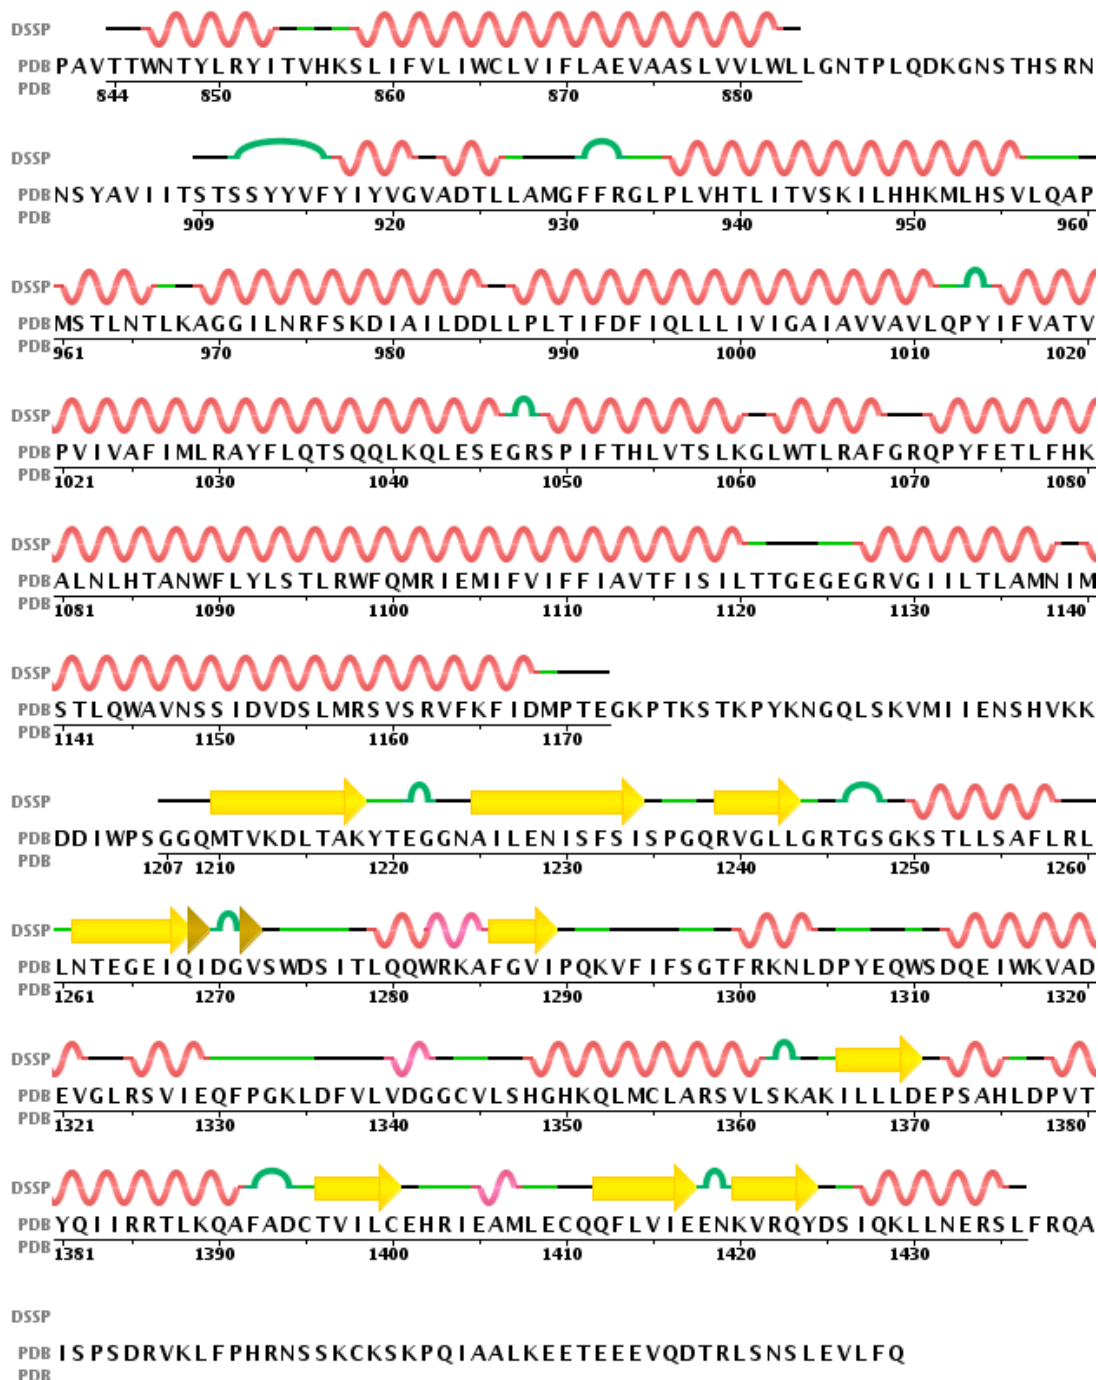 DSSP
PDB PAVTTWNTYLRYITVHKSLIFVLIWCLVIFLAEVAASLVVLWLLGNTPLQDKGNSTHSRN
PDB 844 850 860 870 880
DSSP
PDB NSYAVIITSTSSYYVFYIYVGVADTLLAMGFFRGLPLVHTLITVSKILHHKMLHSVLQAP
PDB 909 920 930 940 950 960
DSSP
PDB MSTLNTLKAGGILNRFSKDIAILDDLLPLTIFDFIQLLLIVIGAIAVVAVLQPYIFVATV
PDB 961 970 980 990 1000 1010 1020
DSSP
PDB PVIVAFIMLRAYFLQTSQQLKQLESEGRSPIFTHLVTSLKGLWTLRAFGRQPYFETLFHK
PDB 1021 1030 1040 1050 1060 1070 1080
DSSP
PDB ALNLHTANWFLYLSTLRWFQMRIEMIFVIFFIAVTFISILTTGEGEGRVGIILTLAMNIM
PDB 1081 1090 1100 1110 1120 1130 1140
DSSP
PDB STLQWAVNSSIDVDSLMRSVSRVFKFIDMPTEGKPTKSTKPYKNGQLSKVMIIENSHVKK
PDB 1141 1150 1160 1170
DSSP
PDB DDIWPSGGQMTVKDLTAKYTEGGNAILENISFSISPGQRVGLLGRTGSGKSTLLSAFLRL
PDB 1207 1210 1220 1230 1240 1250 1260
DSSP
PDB LNTEGEIQIDGVSWDSITLQQWRKAFGVIPQKVFIFSGTFRKNLDPYEQWSDQEIWKVAD
PDB 1261 1270 1280 1290 1300 1310 1320
DSSP
PDB EVGLRSVIEQFPGKLDFVLVDGGCVLSHGHKQLMCLARSVLSKAKILLLDEPSAHLDPVT
PDB 1321 1330 1340 1350 1360 1370 1380
DSSP
PDB YQIIRRTLKQAFADCTVILCEHRIEAMLECQQFLVIEENKVRQYDSIQKLLNERSLFRQA
PDB 1381 1390 1400 1410 1420 1430
DSSP
PDB ISPSDRVKLFPHRNSSKCKSKPQIAALKEETEEEVQDTRLSNSLEVLFQ
PDB